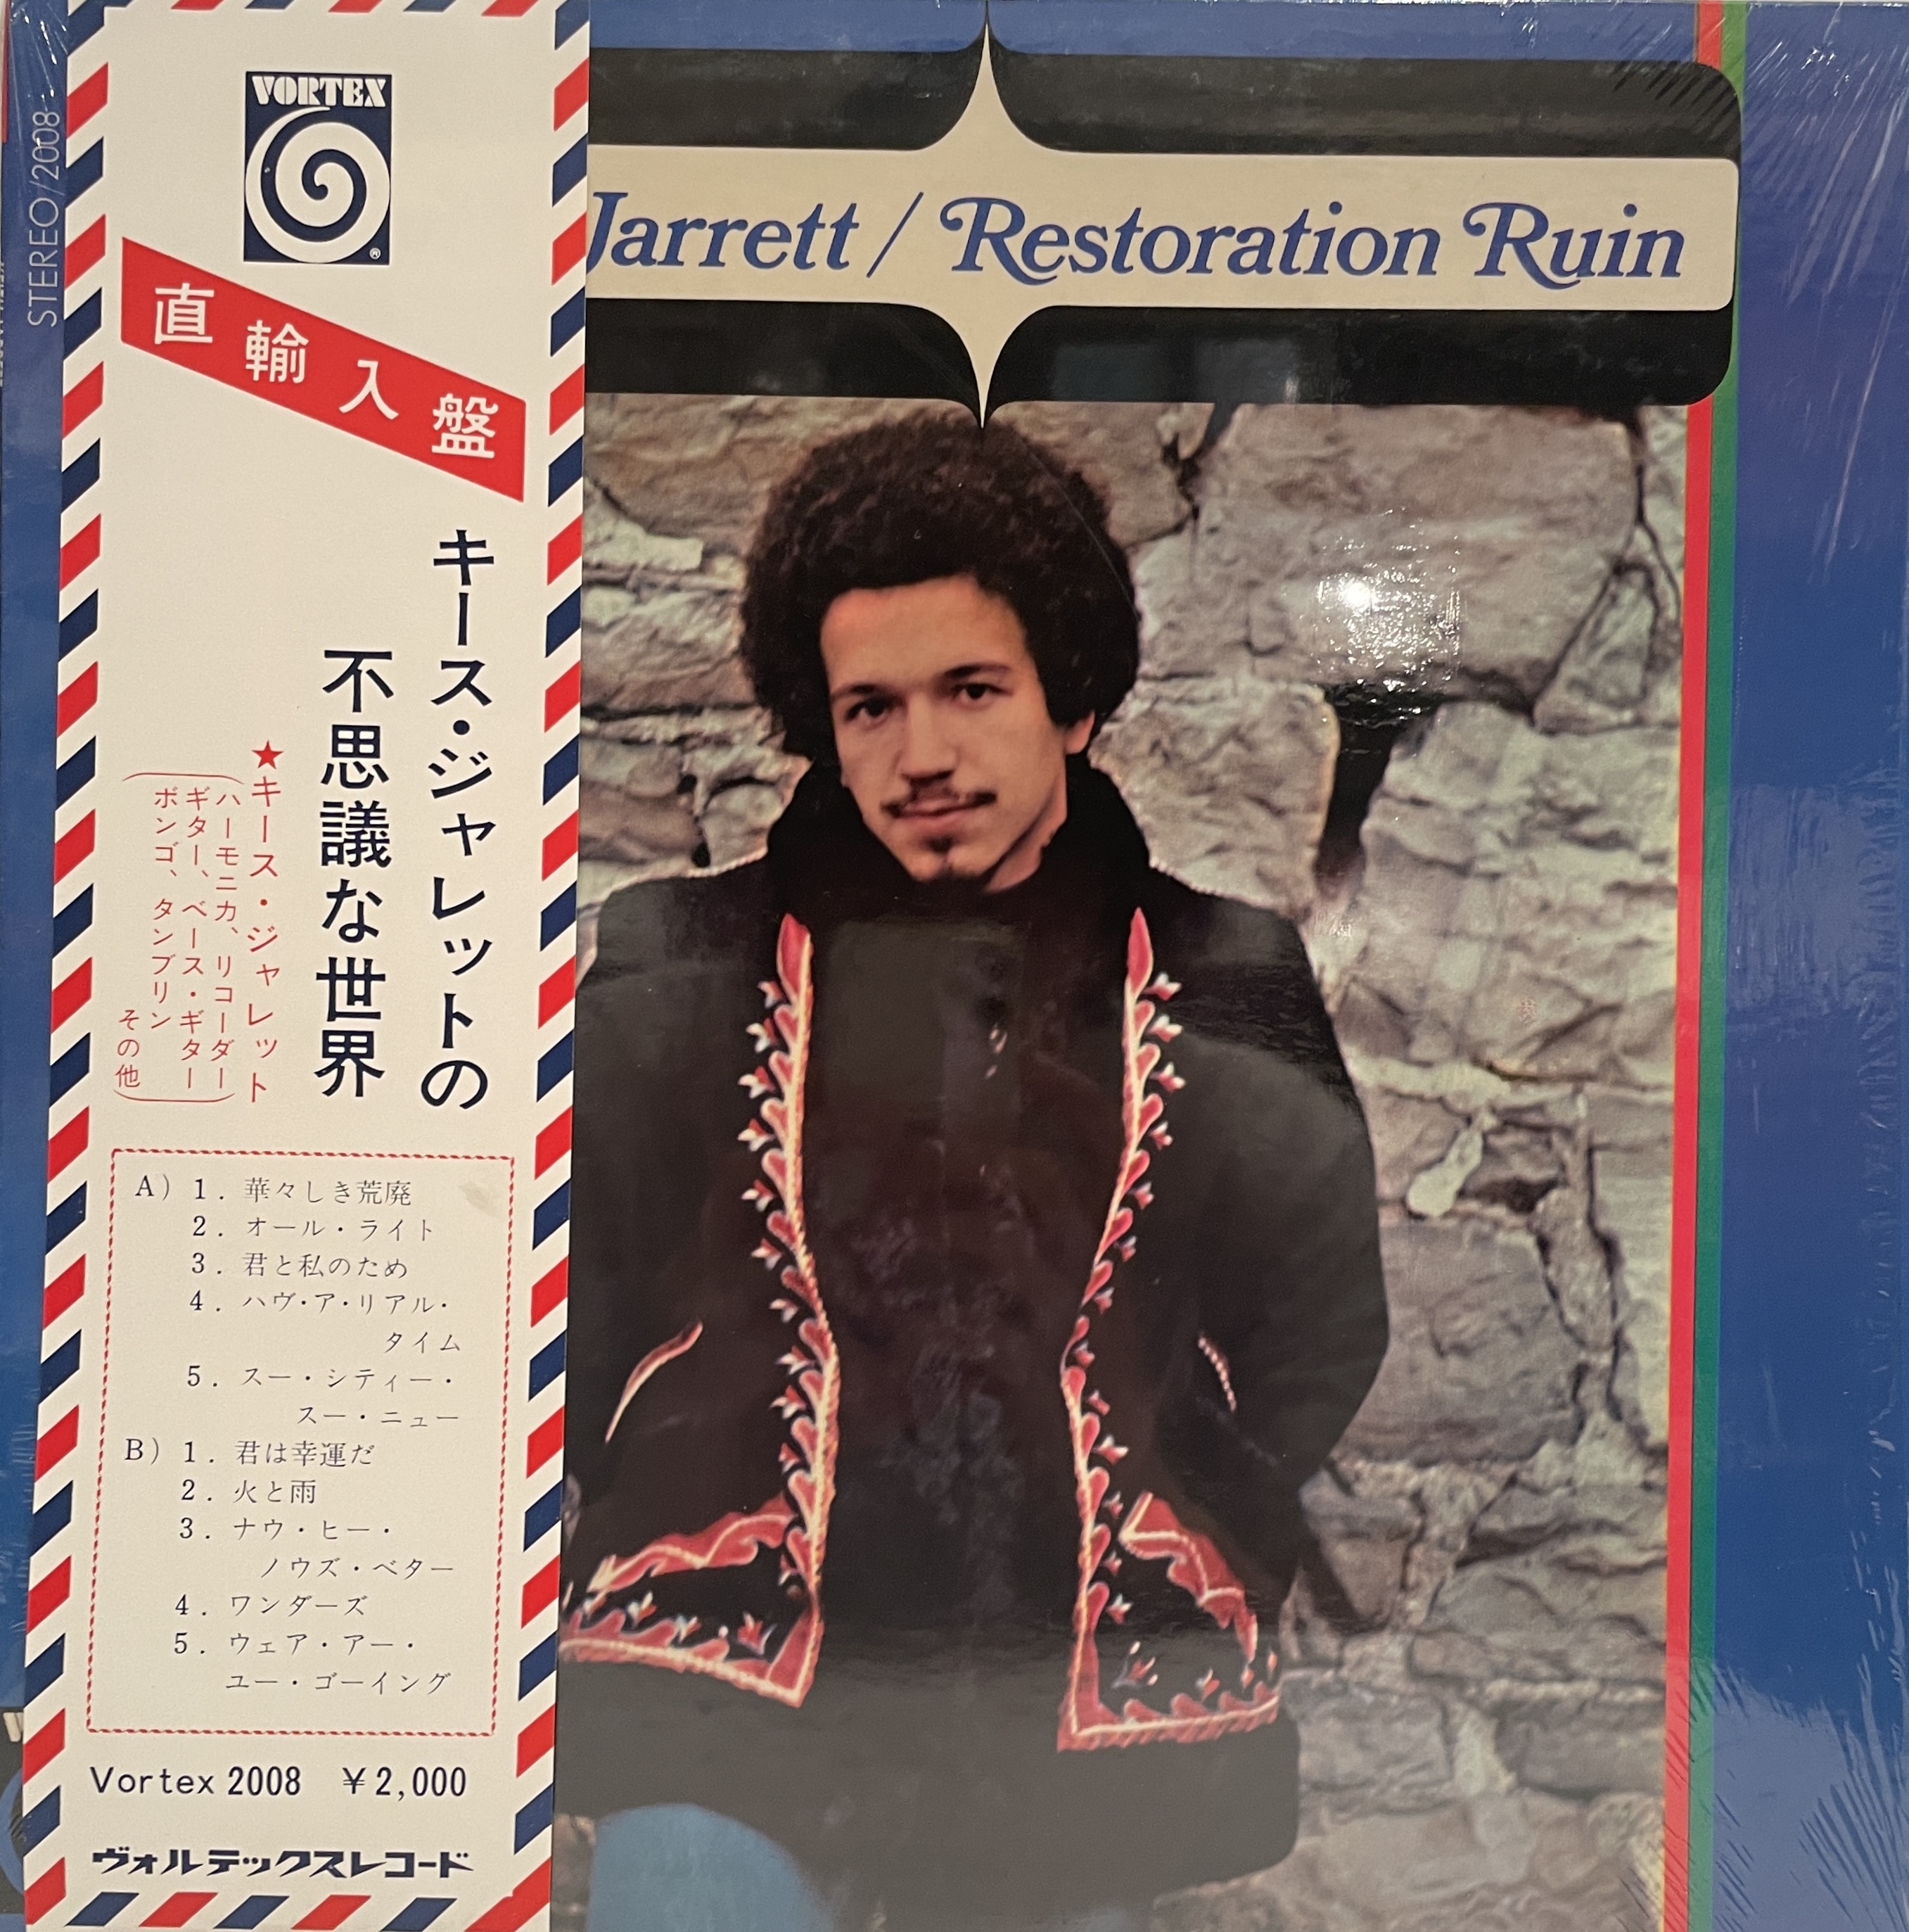 STEREO/2008
VORTEX
®
直輸入盤
キース・ジャレットの
不思議な世界
★キース・ジャレット
ハーモニカ、リコーダー
ギター、ベース・ギター
ボンゴ、タンブリン
その他
A) 1. 華々しき荒廃
2. オール・ライト
3. 君と私のため
4. ハヴ・ア・リアル・
タイム
5. スー・シティー・
スー・ニュー
B) 1. 君は幸運だ
2. 火と雨
3. ナウ・ヒー・
ノウズ・ベター
4. ワンダーズ
5. ウェア・アー・
ユー・ゴーイング
Vortex 2008 ¥2,000
ヴォルテックスレコード
Jarrett / Restoration Ruin